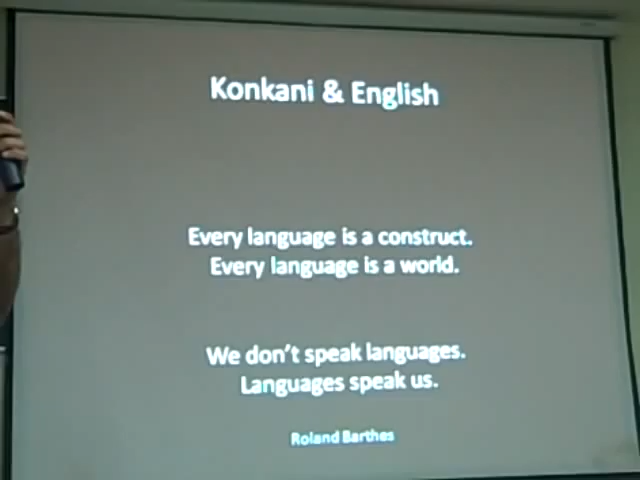 Konkani & English
Every language is a construct.
Every language is a world.
We don't speak languages.
Languages speak us.
Roland Barthes